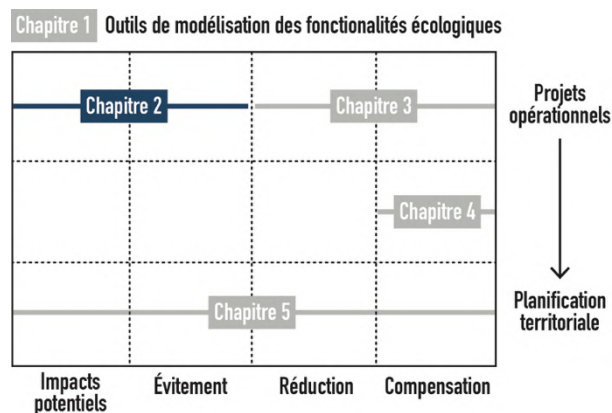 Chapitre 1 Outils de modélisation des fonctionalités écologiques
Chapitre 2
Chapitre 3
Projets
opérationnels
Chapitre 4
Chapitre 5
Planification
territoriale
Impacts
potentiels
Évitement
Réduction
Compensation